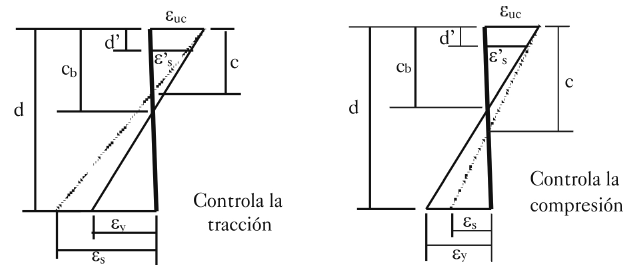 ε_uc
d'
ε'_s
c_b
c
d
Controla la
tracción
ε_y
ε_s
ε_uc
d'
ε'_s
c_b
c
d
Controla la
compresión
ε_s
ε_y